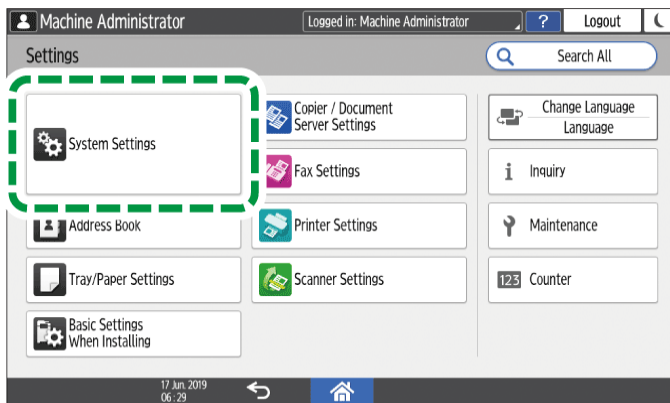 Machine Administrator
Logged in: Machine Administrator
?
Logout
Settings
Search All
System Settings
Address Book
Tray/Paper Settings
Basic Settings
When Installing
Copier / Document
Server Settings
Fax Settings
Printer Settings
Scanner Settings
Change Language
Language
i Inquiry
Maintenance
123 Counter
17 Jun. 2019
06:29